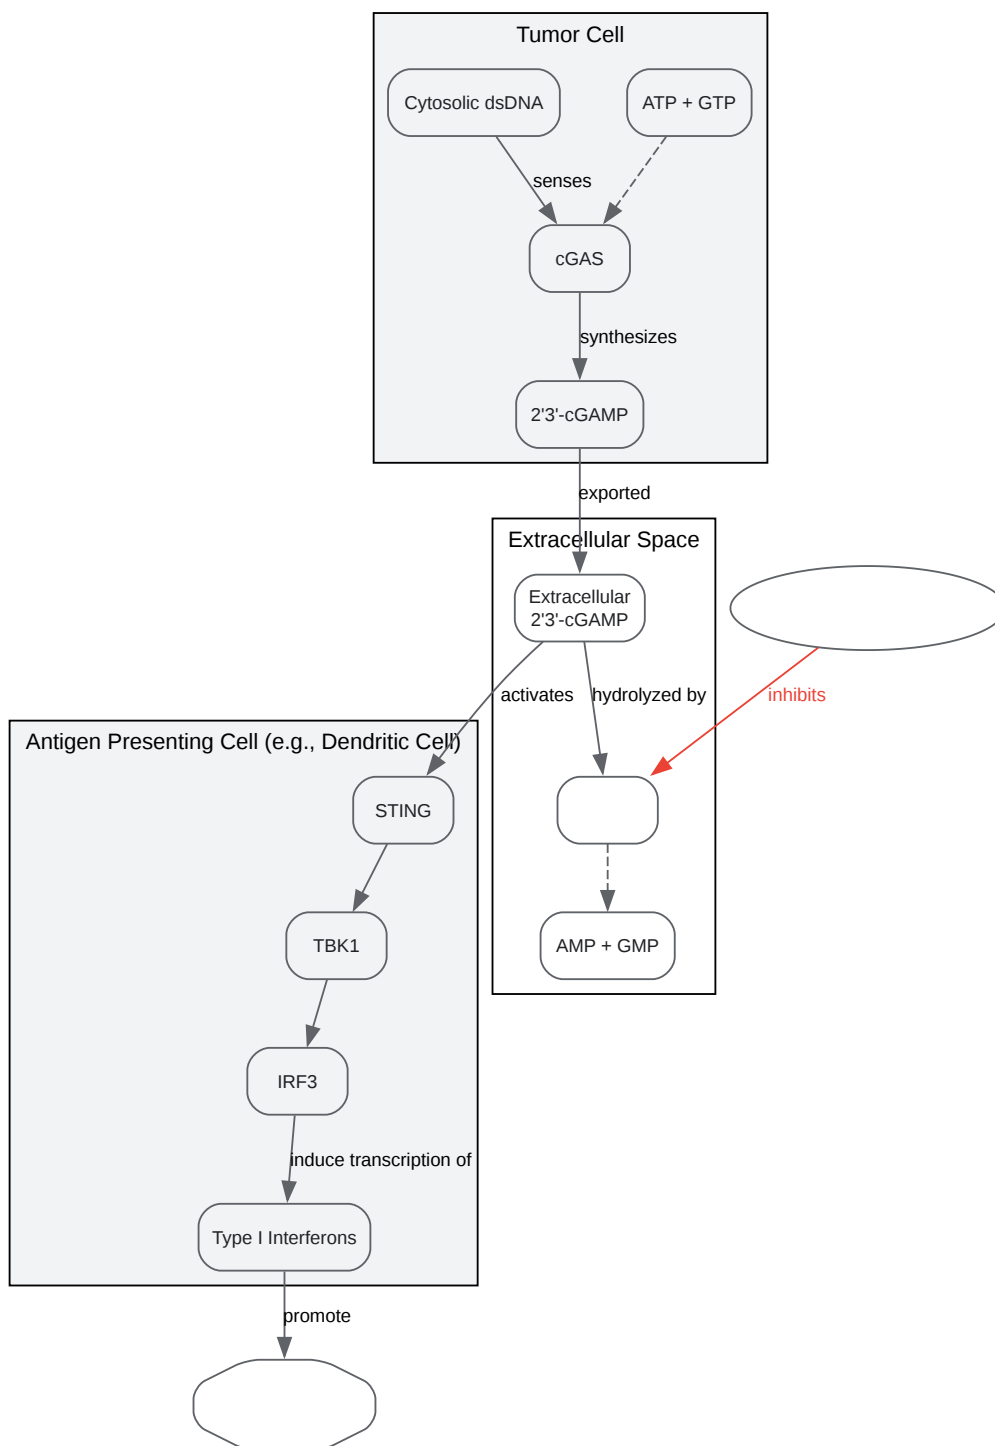 Tumor Cell
Cytosolic dsDNA
ATP + GTP
senses
cGAS
synthesizes
2'3'-cGAMP
exported
Extracellular Space
Extracellular
2'3'-cGAMP
activates
hydrolyzed by
inhibits
Antigen Presenting Cell (e.g., Dendritic Cell)
STING
TBK1
AMP + GMP
IRF3
induce transcription of
Type I Interferons
promote